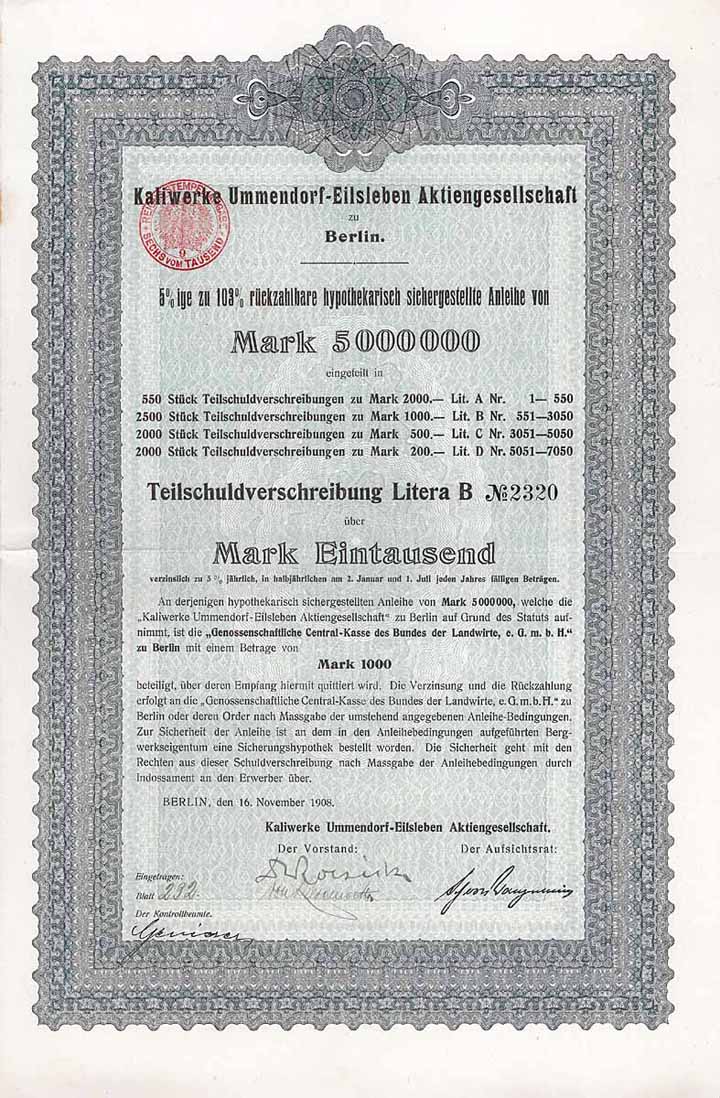 Kaliwerke Ummendorf-Eilsleben Aktiengesellschaft
zu
Berlin.
REICHSSTEMPELABGABE
SECHS VOM TAUSEND
9
5% ige zu 103% rückzahlbare hypothekarisch sichergestellte Anleihe von
Mark 5000000
eingeteilt in
550 Stück Teilschuldverschreibungen zu Mark 2000.— Lit. A Nr. 1— 550
2500 Stück Teilschuldverschreibungen zu Mark 1000.— Lit. B Nr. 551—3050
2000 Stück Teilschuldverschreibungen zu Mark 500.— Lit. C Nr. 3051—5050
2000 Stück Teilschuldverschreibungen zu Mark 200.— Lit. D Nr. 5051—7050
Teilschuldverschreibung Litera B № 2320
über
Mark Eintausend
verzinslich zu 5% jährlich, in halbjährlichen am 2. Januar und 1. Juli jeden Jahres fälligen Beträgen.
An derjenigen hypothekarisch sichergestellten Anleihe von Mark 5000000, welche die
„Kaliwerke Ummendorf-Eilsleben Aktiengesellschaft“ zu Berlin auf Grund des Statuts auf-
nimmt, ist die „Genossenschaftliche Central-Kasse des Bundes der Landwirte, e. G. m. b. H.“
zu Berlin mit einem Betrage von
Mark 1000
beteiligt, über deren Empfang hiermit quittiert wird. Die Verzinsung und die Rückzahlung
erfolgt an die „Genossenschaftliche Central-Kasse des Bundes der Landwirte, e. G. m. b. H.“ zu
Berlin oder deren Order nach Massgabe der umstehend angegebenen Anleihe-Bedingungen.
Zur Sicherheit der Anleihe ist an dem in den Anleihebedingungen aufgeführten Berg-
werkseigentum eine Sicherungshypothek bestellt worden. Die Sicherheit geht mit den
Rechten aus dieser Schuldverschreibung nach Massgabe der Anleihebedingungen durch
Indossament an den Erwerber über.
BERLIN, den 16. November 1908.
Kaliwerke Ummendorf-Eilsleben Aktiengesellschaft.
Der Vorstand: Der Aufsichtsrat:
Eingetragen:
Blatt 292.
Der Kontrollbeamte.